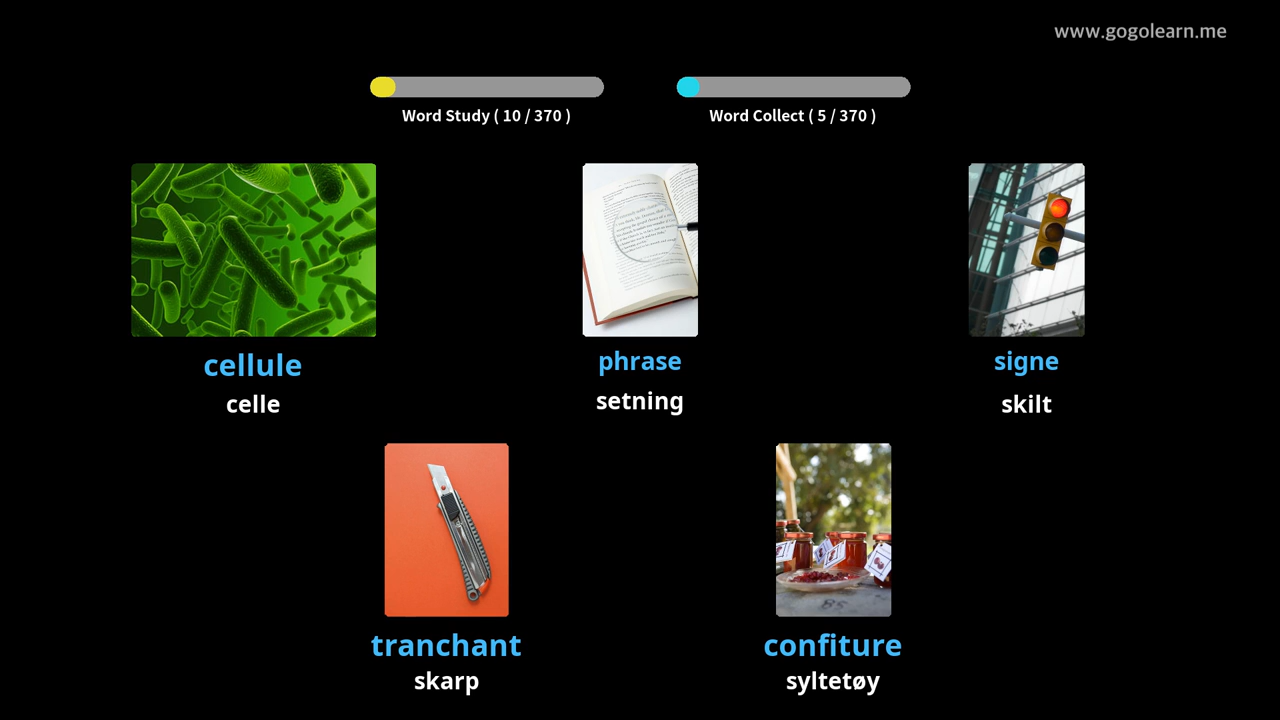 www.gogolearn.me
Word Study ( 10 / 370 )
Word Collect ( 5 / 370 )
cellule
celle
phrase
setning
signe
skilt
tranchant
skarp
confiture
syltetøy